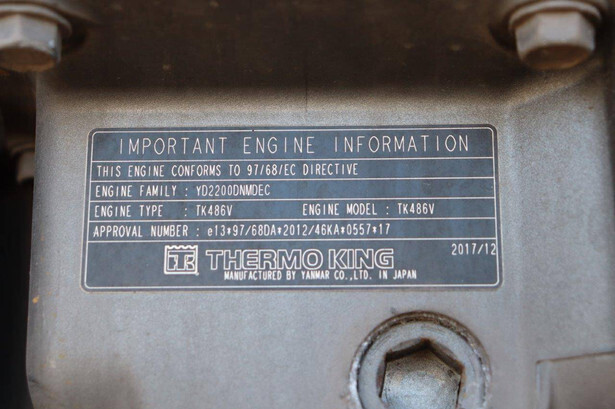 IMPORTANT ENGINE INFORMATION
THIS ENGINE CONFORMS TO 97/68/EC DIRECTIVE
ENGINE FAMILY : YD2200DNMDEC
ENGINE TYPE : TK486V ENGINE MODEL : TK486V
APPROVAL NUMBER : e13*97/68DA*2012/46KA*0557*17
2017/12
TK THERMO KING
MANUFACTURED BY YANMAR CO.,LTD. IN JAPAN